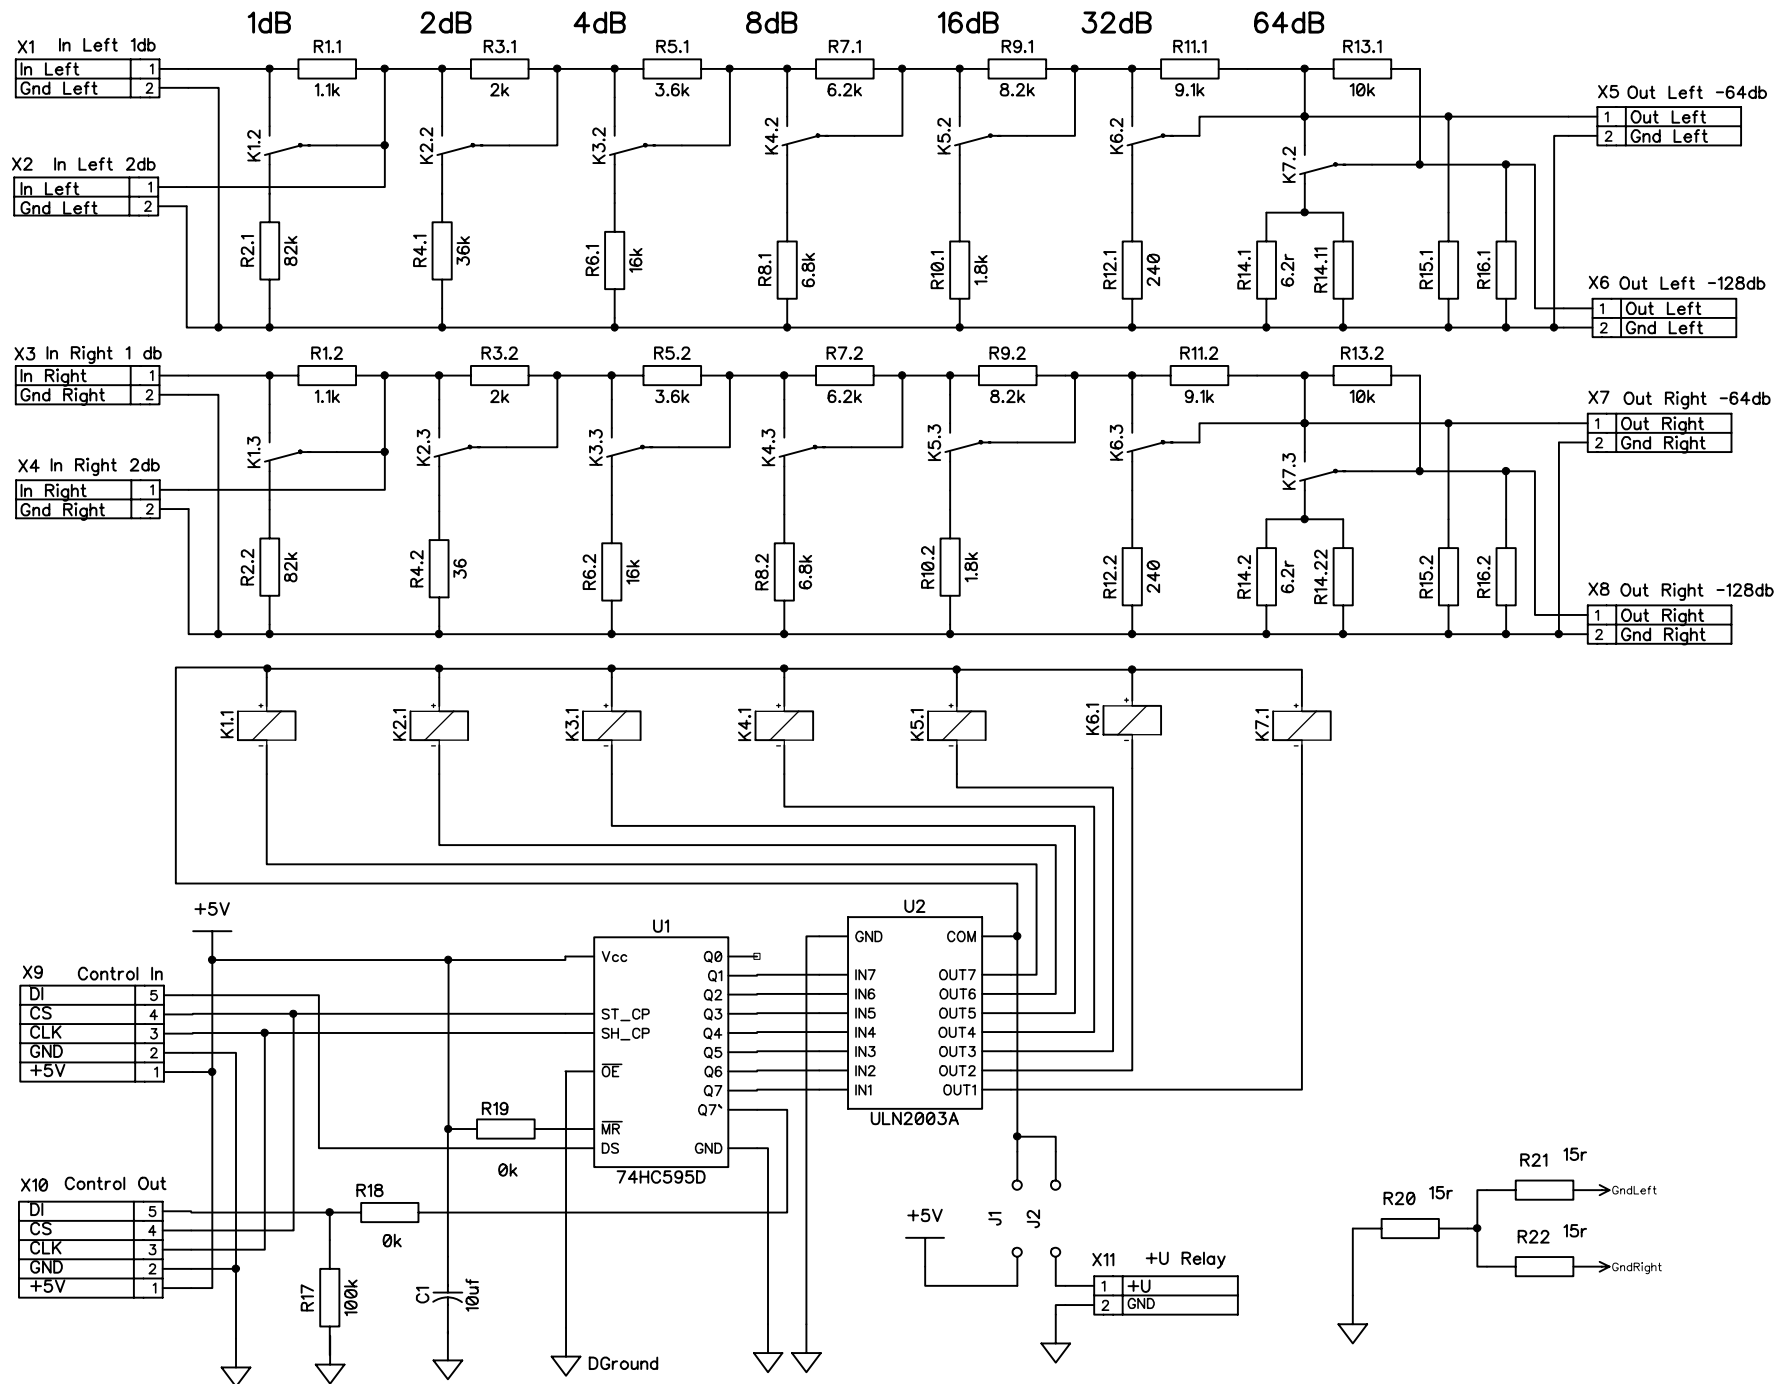 1dB 2dB 4dB 8dB 16dB 32dB 64dB
X1 In Left 1db
In Left 1
Gnd Left 2
R1.1 R3.1 R5.1 R7.1 R9.1 R11.1 R13.1
1.1k 2k 3.6k 6.2k 8.2k 9.1k 10k
X5 Out Left -64db
1 Out Left
2 Gnd Left
K1.2 K2.2 K3.2 K4.2 K5.2 K6.2 K7.2
X2 In Left 2db
In Left 1
Gnd Left 2
R2.1 82k R4.1 36k R6.1 16k R8.1 6.8k R10.1 1.8k R12.1 240 R14.1 6.2r R14.11 R15.1 R16.1
X6 Out Left -128db
1 Out Left
2 Gnd Left
X3 In Right 1 db
In Right 1
Gnd Right 2
R1.2 R3.2 R5.2 R7.2 R9.2 R11.2 R13.2
1.1k 2k 3.6k 6.2k 8.2k 9.1k 10k
X7 Out Right -64db
1 Out Right
2 Gnd Right
K1.3 K2.3 K3.3 K4.3 K5.3 K6.3 K7.3
X4 In Right 2db
In Right 1
Gnd Right 2
R2.2 82k R4.2 36 R6.2 16k R8.2 6.8k R10.2 1.8k R12.2 240 R14.2 6.2r R14.22 R15.2 R16.2
X8 Out Right -128db
1 Out Right
2 Gnd Right
+ + + + + + +
K1.1 K2.1 K3.1 K4.1 K5.1 K6.1 K7.1
- - - - - - -
+5V
X9 Control In
DI 5
CS 4
CLK 3
GND 2
+5V 1
U1
Vcc Q0
Q1
Q2
ST_CP Q3
SH_CP Q4
Q5
OE Q6
Q7
Q7`
MR
DS GND
74HC595D
U2
GND COM
IN7 OUT7
IN6 OUT6
IN5 OUT5
IN4 OUT4
IN3 OUT3
IN2 OUT2
IN1 OUT1
ULN2003A
R19
0k
X10 Control Out
DI 5
CS 4
CLK 3
GND 2
+5V 1
R18
0k
R17 100k
C1 10uf
DGround
+5V
J1 J2
X11 +U Relay
1 +U
2 GND
R20 15r
R21 15r
GndLeft
R22 15r
GndRight